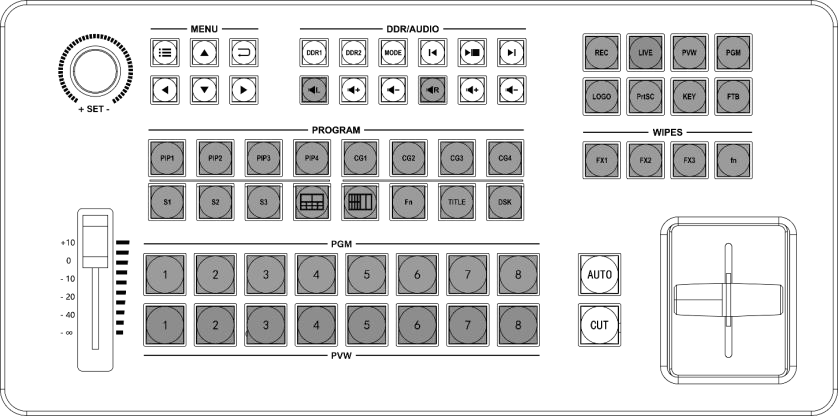 MENU
DDR/AUDIO
DDR1 DDR2 MODE
L + − R + −
+ SET -
REC LIVE PVW PGM
LOGO PrtSC KEY FTB
PROGRAM
PIP1 PIP2 PIP3 PIP4 CG1 CG2 CG3 CG4
S1 S2 S3 Fn TITLE DSK
WIPES
FX1 FX2 FX3 fn
+10
0
- 10
- 20
- 40
- ∞
PGM
1 2 3 4 5 6 7 8
1 2 3 4 5 6 7 8
PVW
AUTO
CUT